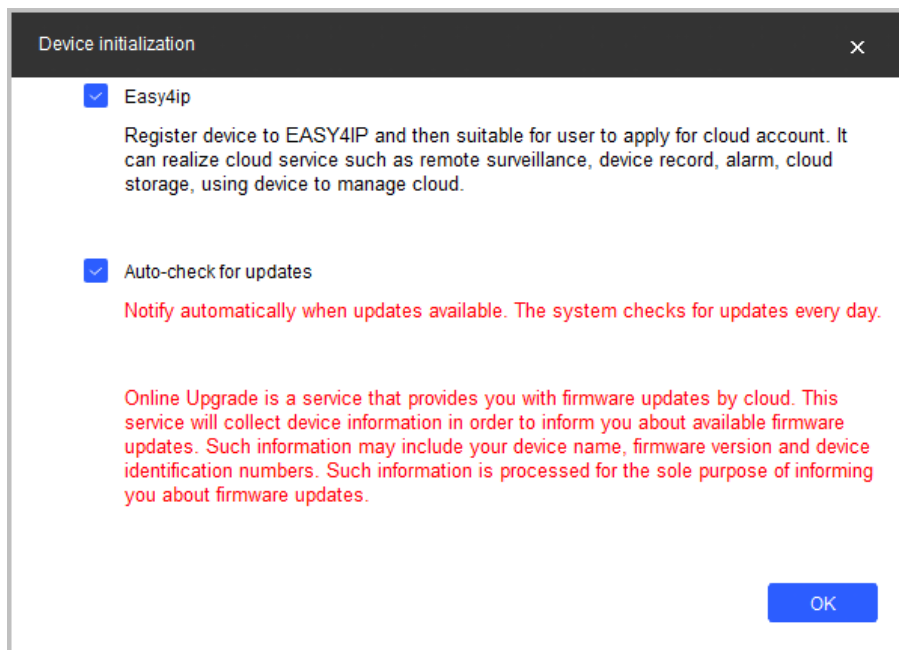 Device initialization
Easy4ip
Register device to EASY4IP and then suitable for user to apply for cloud account. It
can realize cloud service such as remote surveillance, device record, alarm, cloud
storage, using device to manage cloud.
Auto-check for updates
Notify automatically when updates available. The system checks for updates every day.
Online Upgrade is a service that provides you with firmware updates by cloud. This
service will collect device information in order to inform you about available firmware
updates. Such information may include your device name, firmware version and device
identification numbers. Such information is processed for the sole purpose of informing
you about firmware updates.
OK